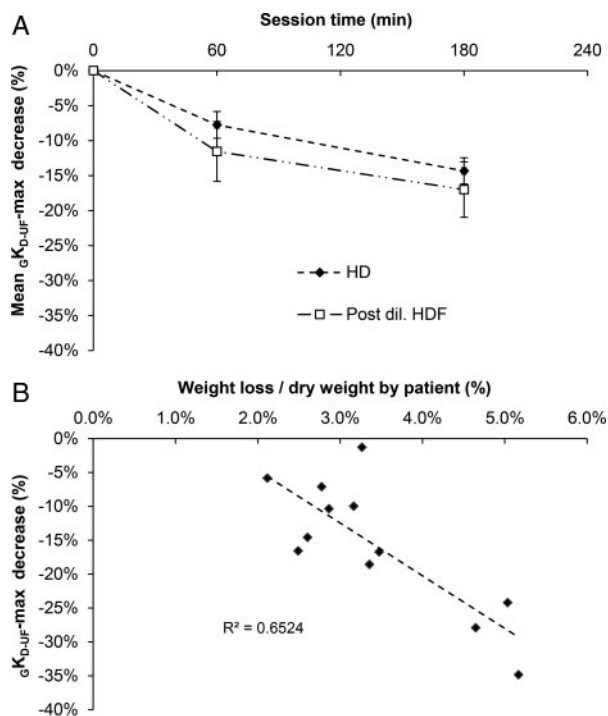 A
Session time (min)
0 60 120 180 240
0%
-5%
-10%
-15%
-20%
-25%
-30%
-35%
-40%
Mean GKD-UF-max decrease (%)
HD
Post dil. HDF
B
Weight loss / dry weight by patient (%)
0.0% 1.0% 2.0% 3.0% 4.0% 5.0% 6.0%
0%
-5%
-10%
-15%
-20%
-25%
-30%
-35%
-40%
GKD-UF-max decrease (%)
R² = 0.6524